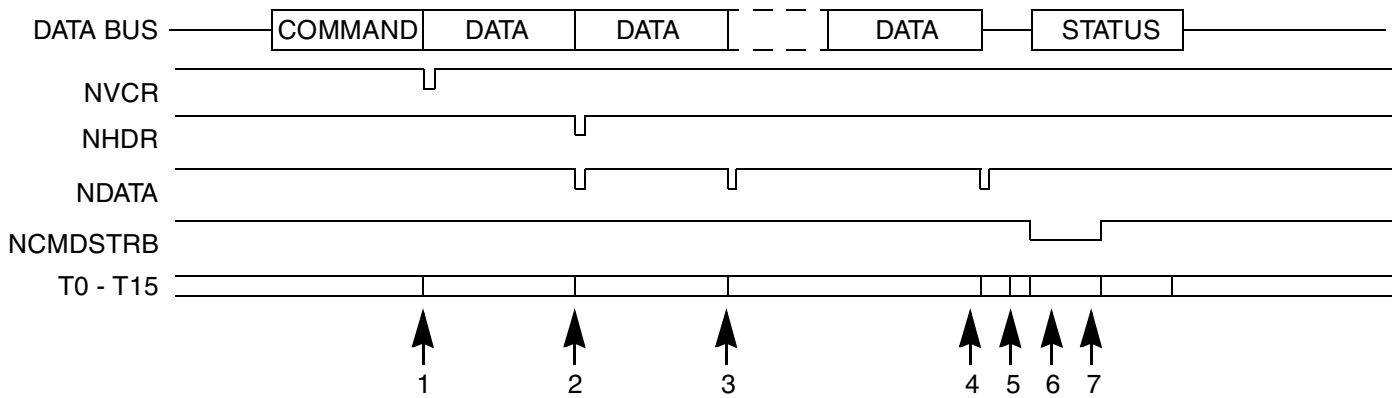 DATA BUS COMMAND DATA DATA DATA STATUS
NVCR
NHDR
NDATA
NCMDSTRB
T0 - T15
1 2 3 4 5 6 7